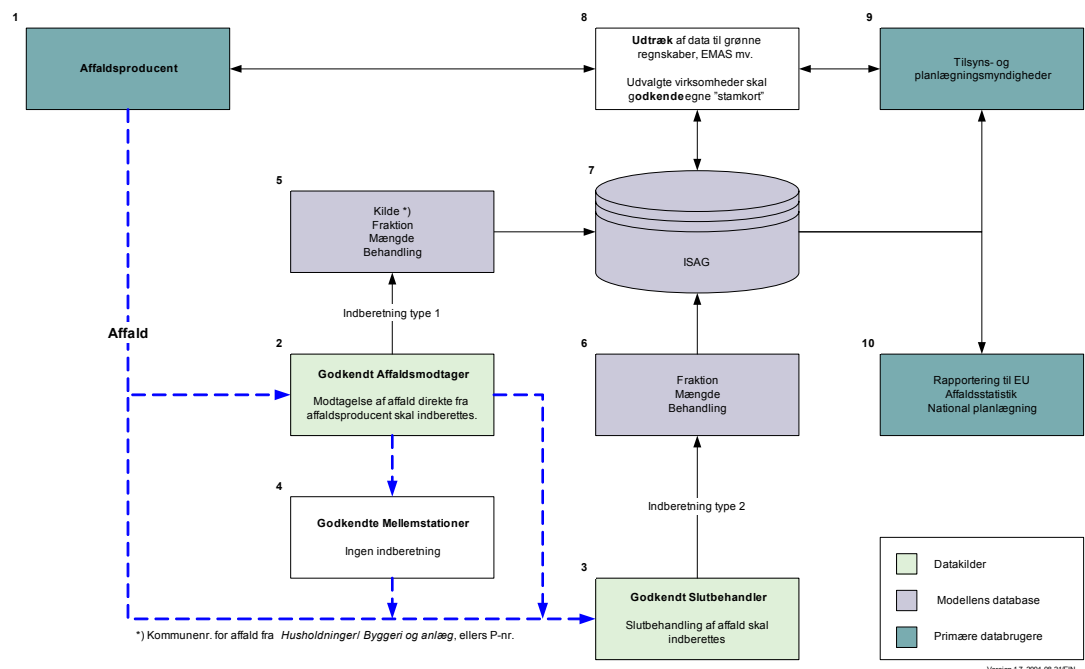 1
Affaldsproducent
8
Udtræk af data til grønne
regnskaber, EMAS mv.
Udvalgte virksomheder skal
godkende egne "stamkort"
9
Tilsyns- og
planlægningsmyndigheder
5
Kilde *)
Fraktion
Mængde
Behandling
7
ISAG
Indberetning type 1
Affald
2
Godkendt Affaldsmodtager
Modtagelse af affald direkte fra
affaldsproducent skal indberettes.
6
Fraktion
Mængde
Behandling
10
Rapportering til EU
Affaldsstatistik
National planlægning
4
Godkendte Mellemstationer
Ingen indberetning
Indberetning type 2
3
Godkendt Slutbehandler
Slutbehandling af affald skal
indberettes
Datakilder
Modellens database
Primære databrugere
*) Kommunenr. for affald fra Husholdninger/ Byggeri og anlæg, ellers P-nr.